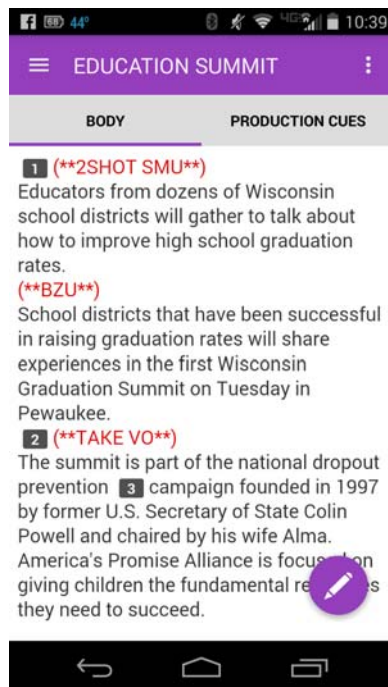 68 44° 4G 10:39
EDUCATION SUMMIT
BODY PRODUCTION CUES
1 (**2SHOT SMU**)
Educators from dozens of Wisconsin
school districts will gather to talk about
how to improve high school graduation
rates.
(**BZU**)
School districts that have been successful
in raising graduation rates will share
experiences in the first Wisconsin
Graduation Summit on Tuesday in
Pewaukee.
2 (**TAKE VO**)
The summit is part of the national dropout
prevention 3 campaign founded in 1997
by former U.S. Secretary of State Colin
Powell and chaired by his wife Alma.
America's Promise Alliance is focused on
giving children the fundamental
they need to succeed.